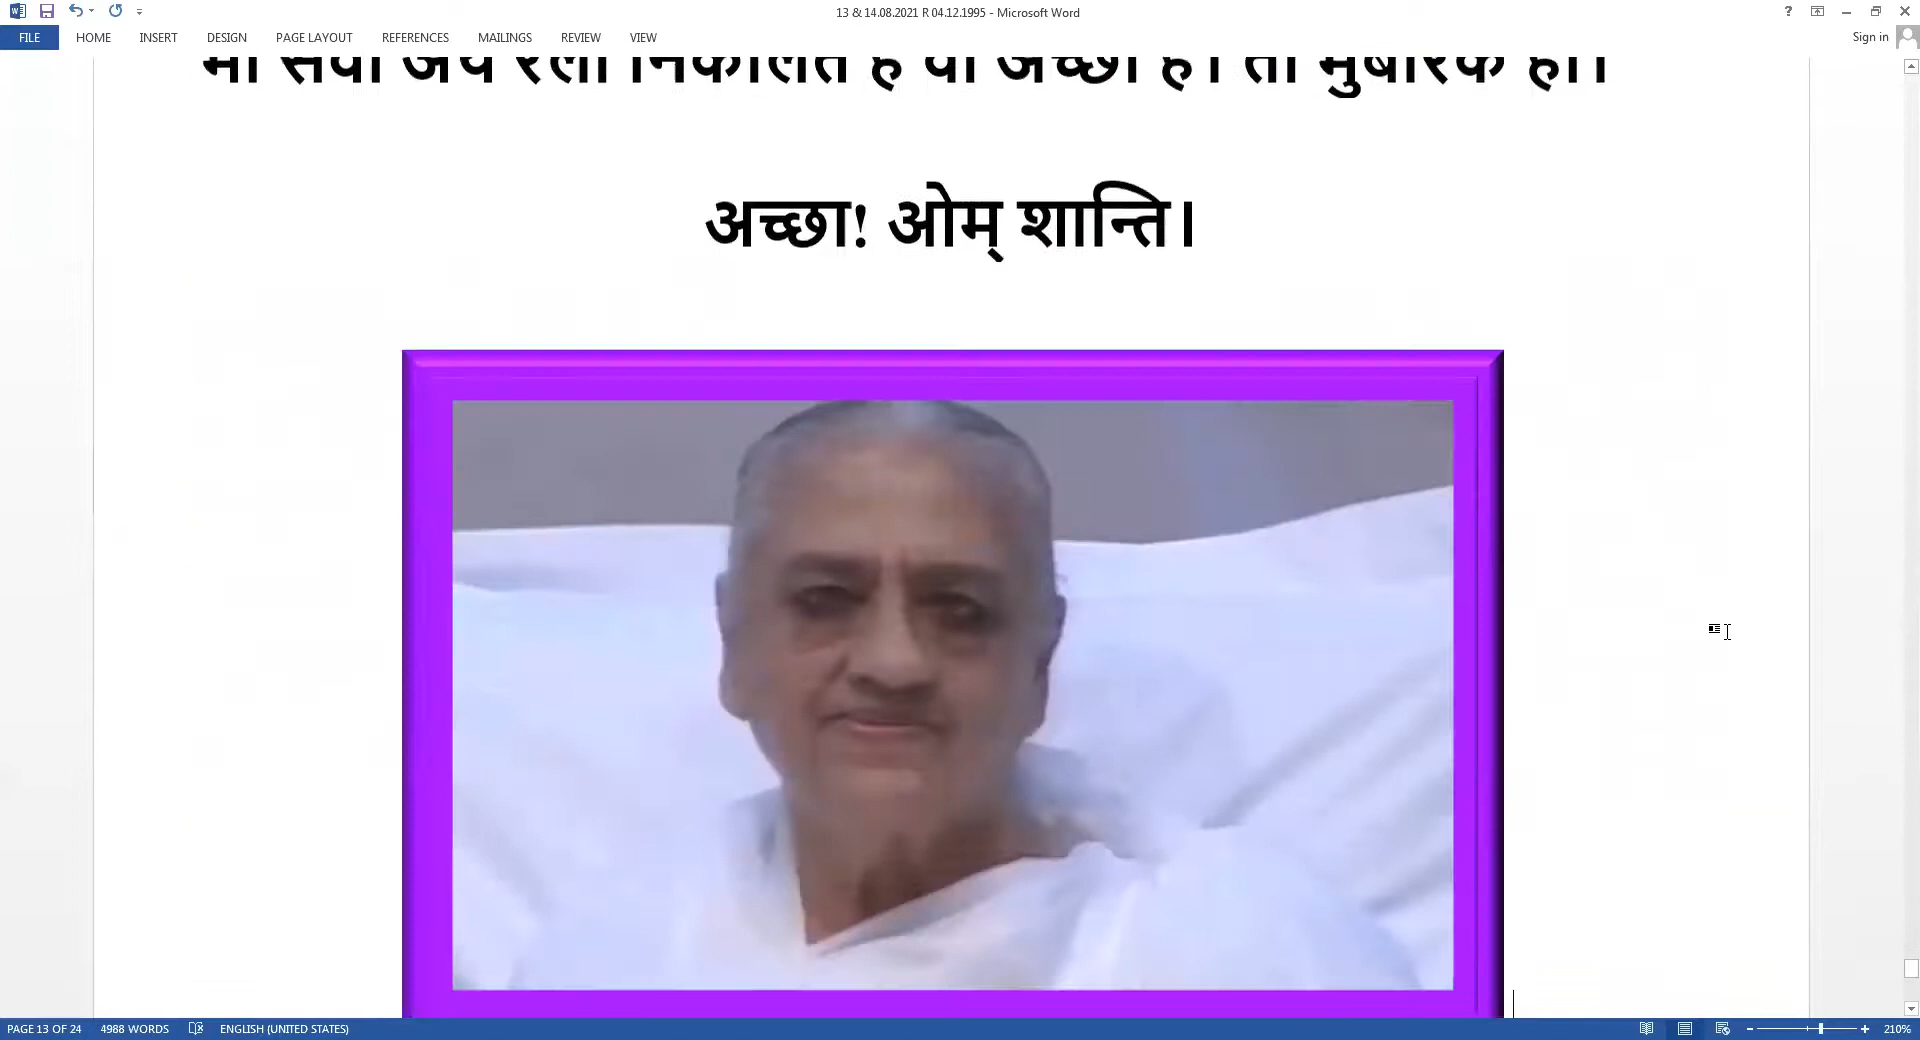 13 & 14.08.2021 R 04.12.1995 - Microsoft Word
FILE HOME INSERT DESIGN PAGE LAYOUT REFERENCES MAILINGS REVIEW VIEW Sign in
अच्छा! ओम् शान्ति।
PAGE 13 OF 24 4988 WORDS ENGLISH (UNITED STATES) 210%